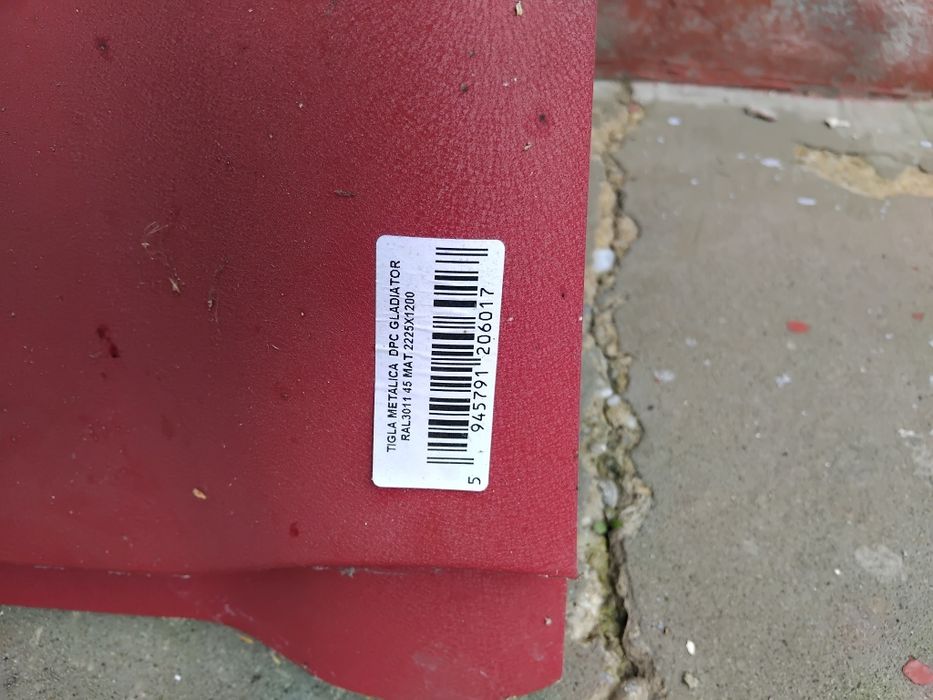 TIGLA METALICA DPC GLADIATOR
RAL3011 45 MAT 2225X1200
5 945791 206017